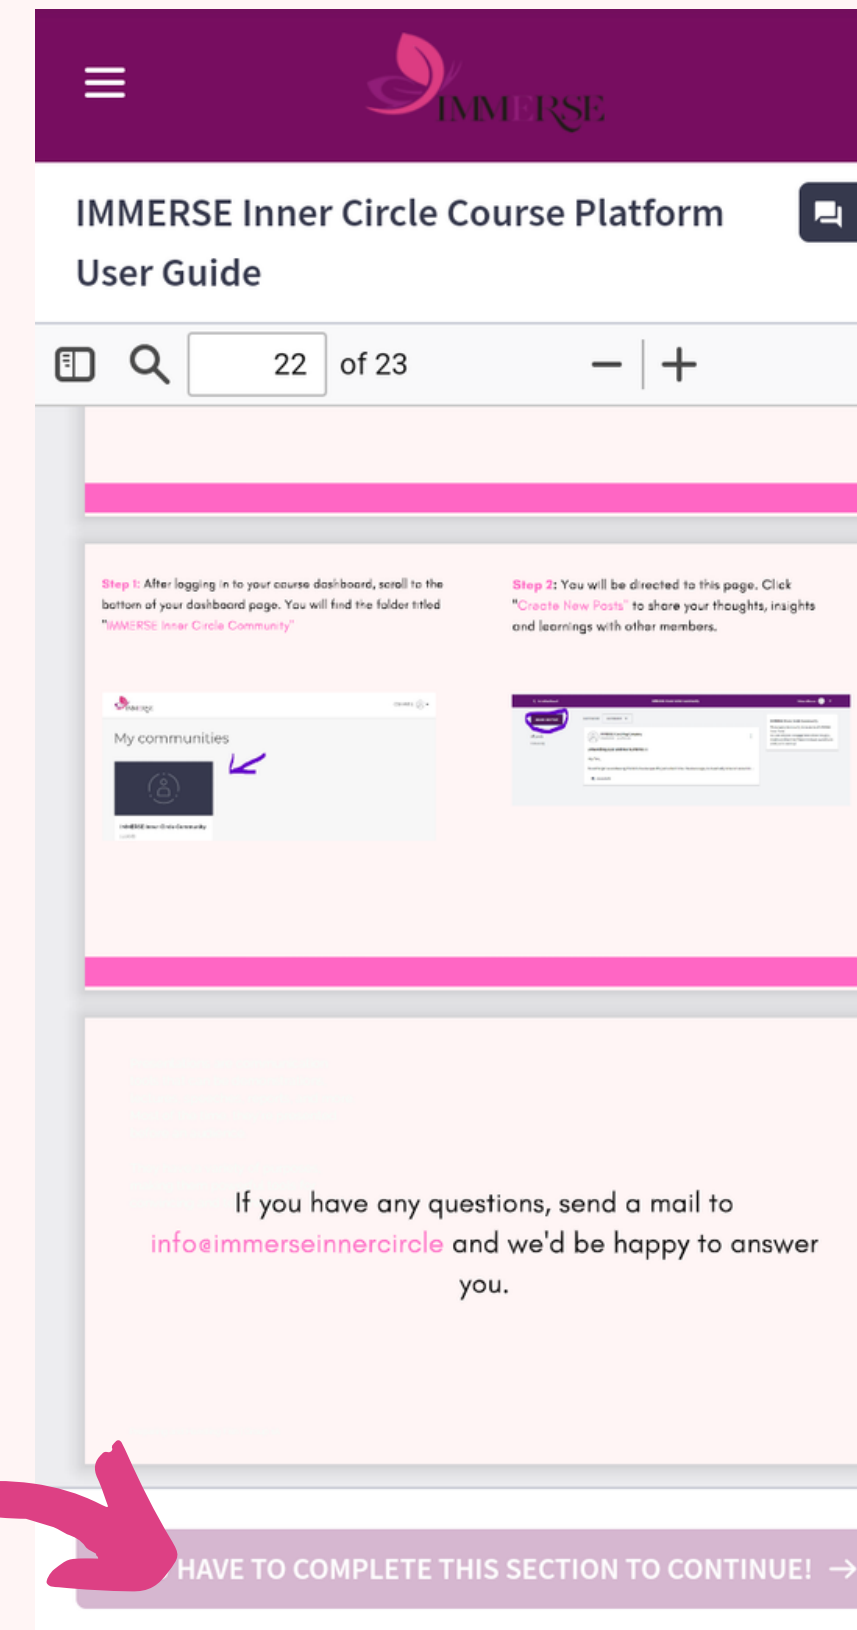 IMMERSE
IMMERSE Inner Circle Course Platform
User Guide
22 of 23
Step 1: After logging in to your course dashboard, scroll to the
bottom of your dashboard page. You will find the folder titled
"IMMERSE Inner Circle Community"
My communities
IMMERSE Inner Circle Community
Step 2: You will be directed to this page. Click
"Create New Posts" to share your thoughts, insights
and learnings with other members.
If you have any questions, send a mail to
info@immerseinnercircle and we'd be happy to answer
you.
HAVE TO COMPLETE THIS SECTION TO CONTINUE! →